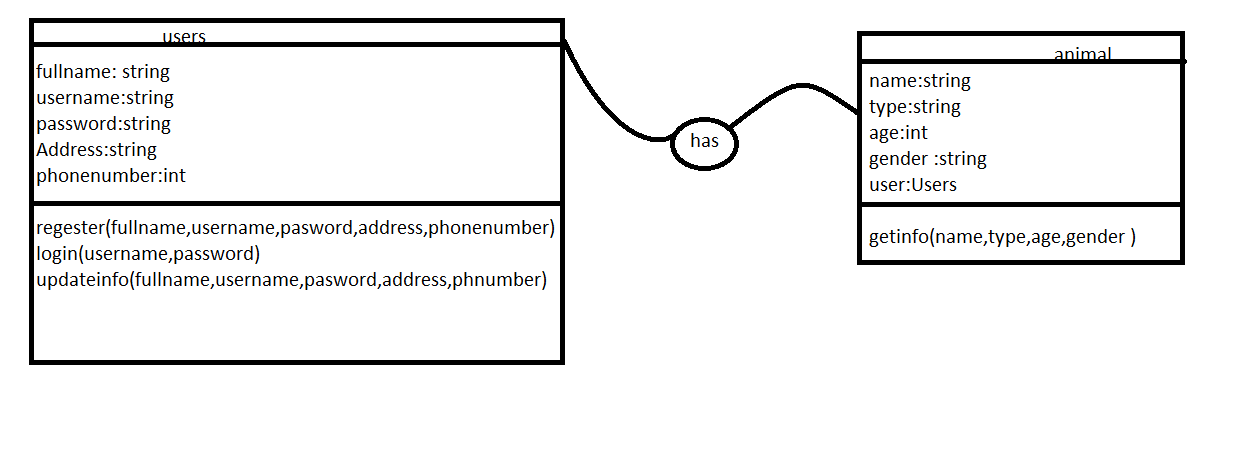 users
fullname: string
username:string
password:string
Address:string
phonenumber:int
regester(fullname,username,pasword,address,phonenumber)
login(username,password)
updateinfo(fullname,username,pasword,address,phnumber)
has
animal
name:string
type:string
age:int
gender :string
user:Users
getinfo(name,type,age,gender )